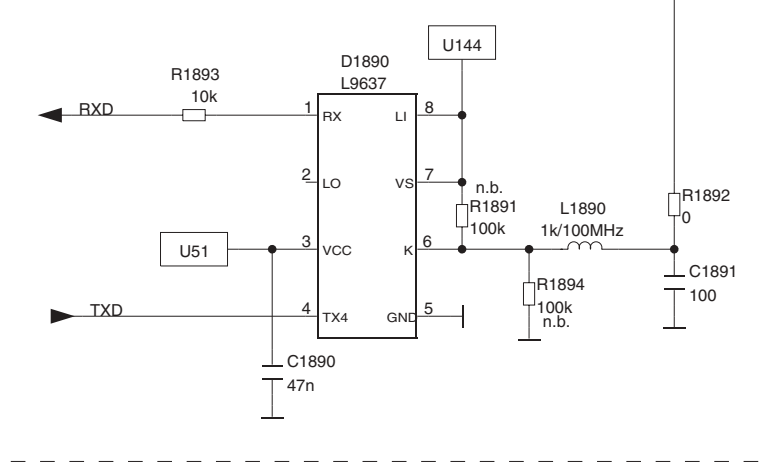 U144
D1890
L9637
R1893
10k
RXD
1
RX
LI
8
2
LO
VS
7
n.b.
R1891
100k
R1892
0
L1890
1k/100MHz
U51
3
VCC
K
6
C1891
100
R1894
100k
n.b.
TXD
4
TX4
GND
5
C1890
47n